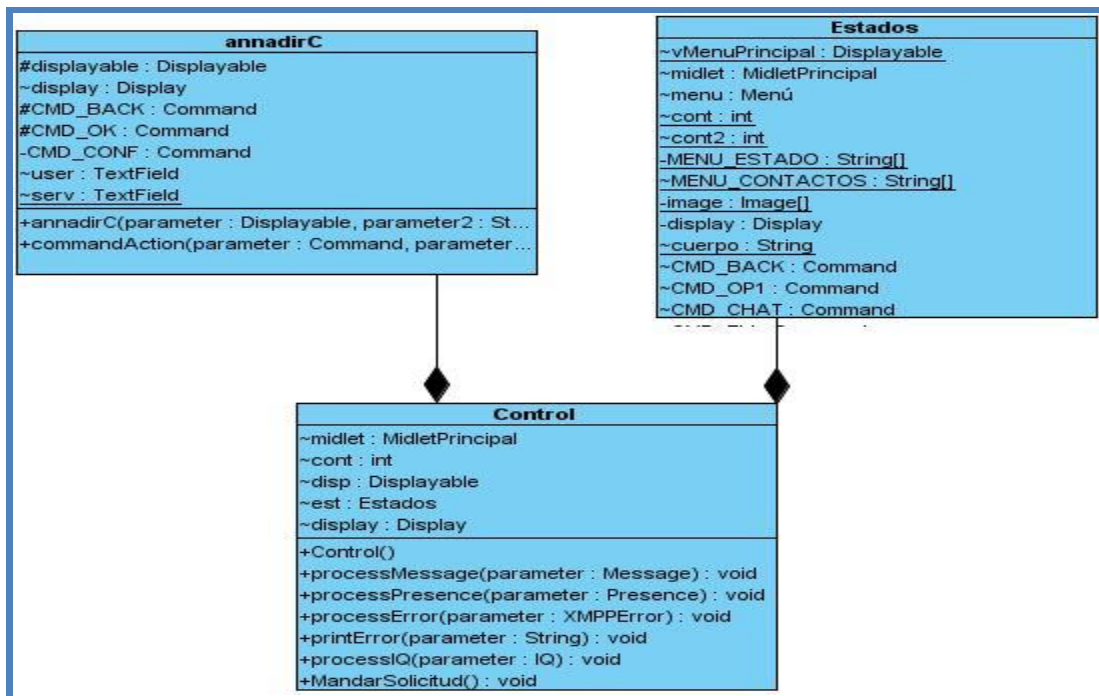 annadirC
#displayable : Displayable
~display : Display
#CMD_BACK : Command
#CMD_OK : Command
-CMD_CONF : Command
~user : TextField
~serv : TextField
+annadirC(parameter : Displayable, parameter2 : St...
+commandAction(parameter : Command, parameter...
Estados
~vMenuPrincipal : Displayable
~midlet : MidletPrincipal
~menu : Menú
~cont : int
~cont2 : int
-MENU_ESTADO : String[]
~MENU_CONTACTOS : String[]
-image : Image[]
-display : Display
~cuerpo : String
~CMD_BACK : Command
~CMD_OP1 : Command
~CMD_CHAT : Command
Control
~midlet : MidletPrincipal
~cont : int
~disp : Displayable
~est : Estados
~display : Display
+Control()
+processMessage(parameter : Message) : void
+processPresence(parameter : Presence) : void
+processError(parameter : XMPPError) : void
+printError(parameter : String) : void
+processIQ(parameter : IQ) : void
+MandarSolicitud() : void